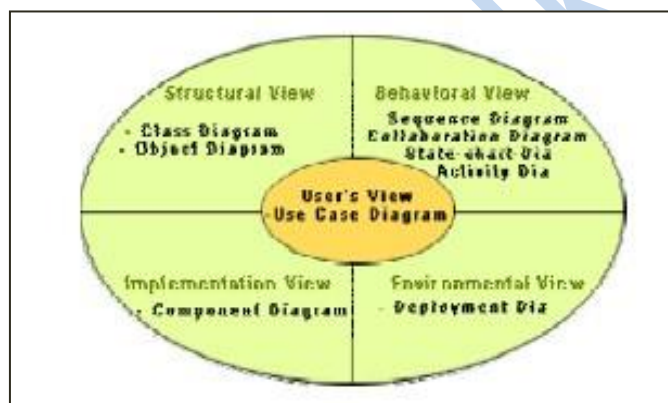 Structural View
- Class Diagram
- Object Diagram
Behavioral View
Sequence Diagram
Collaboration Diagram
State-chart Dia
Activity Dia
User's View
-Use Case Diagram
Implementation View
- Component Diagram
Environmental View
- Deployment Dia